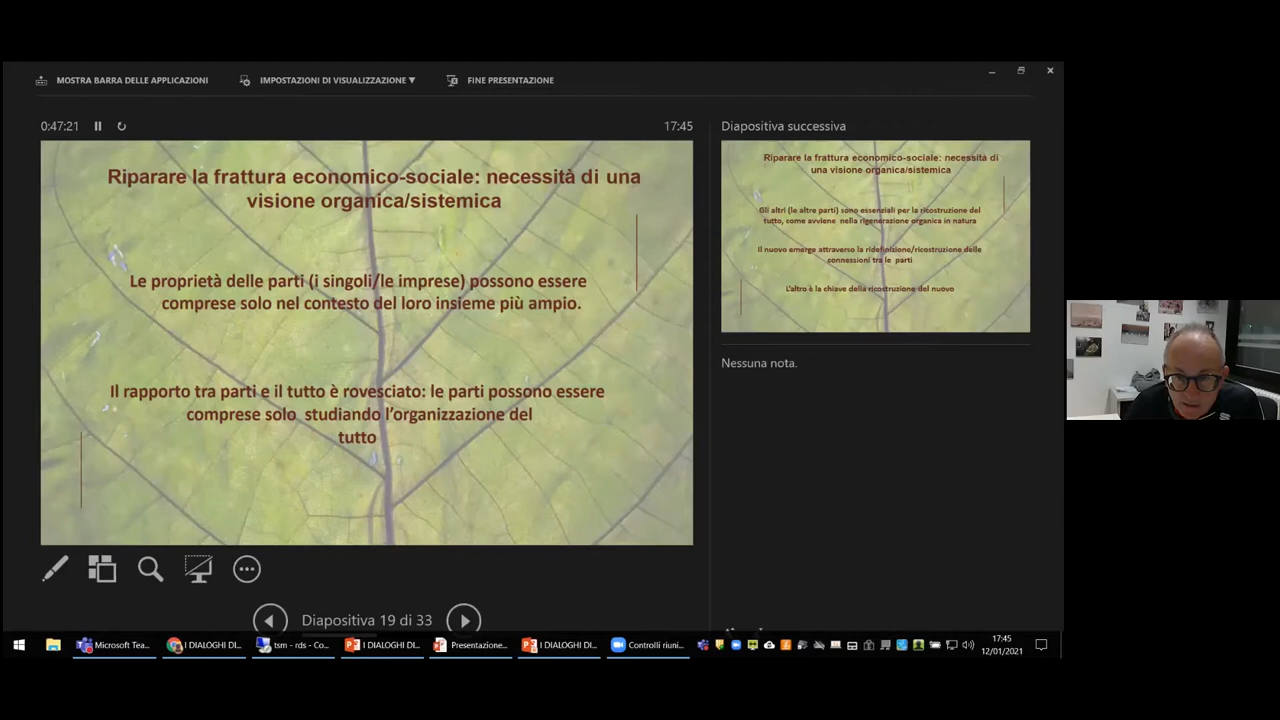 MOSTRA BARRA DELLE APPLICAZIONI
IMPOSTAZIONI DI VISUALIZZAZIONE ▼
FINE PRESENTAZIONE
0:47:21
17:45
Diapositiva successiva
Riparare la frattura economico-sociale: necessità di una
visione organica/sistemica
Le proprietà delle parti (i singoli/le imprese) possono essere
comprese solo nel contesto del loro insieme più ampio.
Il rapporto tra parti e il tutto è rovesciato: le parti possono essere
comprese solo studiando l'organizzazione del
tutto
Riparare la frattura economico-sociale: necessità di
una visione organica/sistemica
Gli altri (le altre parti) sono essenziali per la ricostruzione del
tutto, come avviene nella rigenerazione organica in natura
Il nuovo emerge attraverso la ridefinizione/ricostruzione delle
connessioni tra le parti
L'altro è la chiave della ricostruzione del nuovo
Nessuna nota.
Diapositiva 19 di 33
Microsoft Tea...
I DIALOGHI DI...
tsm - rds - Co...
I DIALOGHI DI...
Presentazione...
I DIALOGHI DI...
Controlli riuni...
17:45
12/01/2021